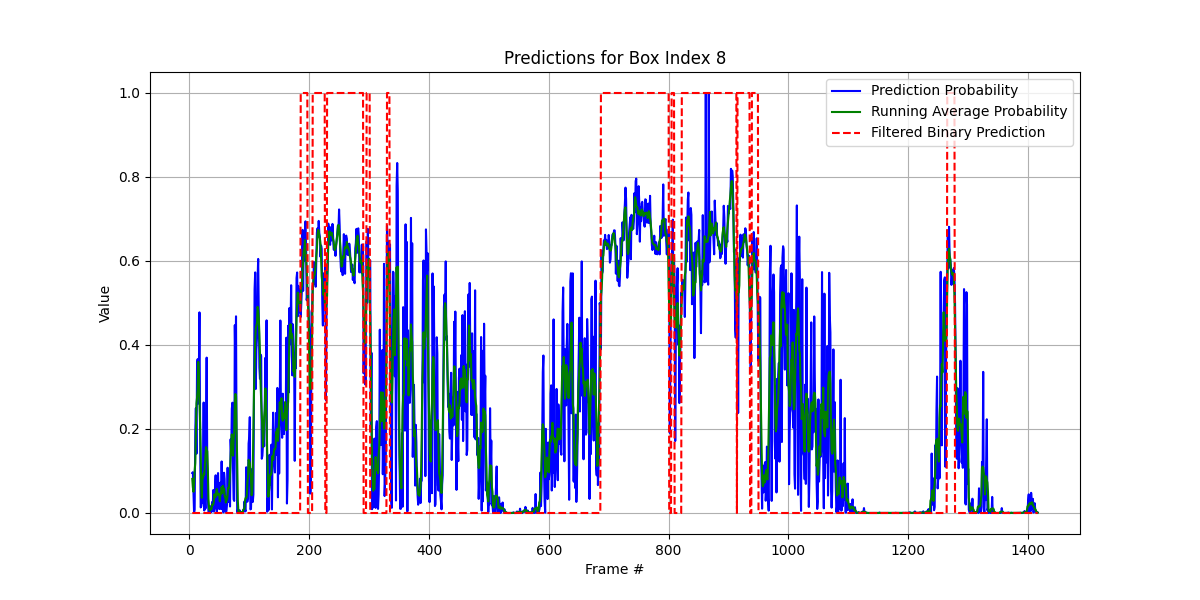 Predictions for Box Index 8
Prediction Probability
Running Average Probability
Filtered Binary Prediction
Value
1.0
0.8
0.6
0.4
0.2
0.0
0 200 400 600 800 1000 1200 1400
Frame #